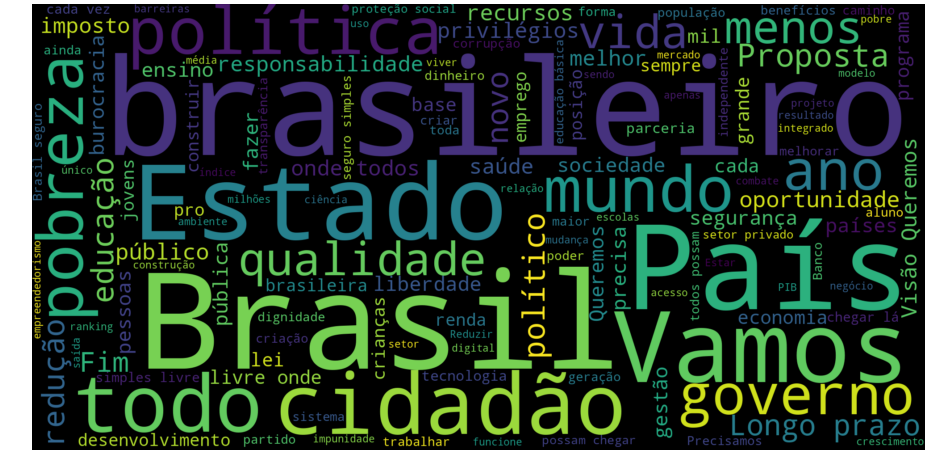 cada vez
barreiras
proteção social
recursos
forma
população
benefícios
caminho
imposto
política
uso
privilégios
vida
mil
menos
pobre
ainda
corrupção
média
viver
mercado
ensino
responsabilidade
dinheiro
melhor
sempre
Proposta
programa
pobreza
burocracia
brasileiro
Brasil seguro
construir
transparência
fazer
base
criar
toda
seguro simples
novo
emprego
educação básica
sendo
posição
apenas
parceria
independente
grande
projeto
modelo
resultado
integrado
melhorar
único
jovens
índice
onde todos
saúde
sociedade
cada
combate
ano
educação
Estado
milhões
ciência
relação
mundo
oportunidade
aluno
pro
ambiente
maior
escolas
segurança
setor privado
países
Visão
Queremos
empreendedorismo
público
construção
qualidade
político
mudança
poder
Queremos
precisa
País
todos possam
Estar
Banco
pessoas
pública
brasileira
liberdade
acesso
PIB
negócio
redução
ranking
saída
Fim
lei
criação
dignidade
setor
Brasil
crianças
renda
Reduzir
digital
Vamos
economia
chegar lá
simples livre
livre onde
tecnologia
geração
gestão
governo
todo
cidadão
sistema
Longo prazo
desenvolvimento
partido
impunidade
trabalhar
funcione
possam chegar
Precisamos
crescimento